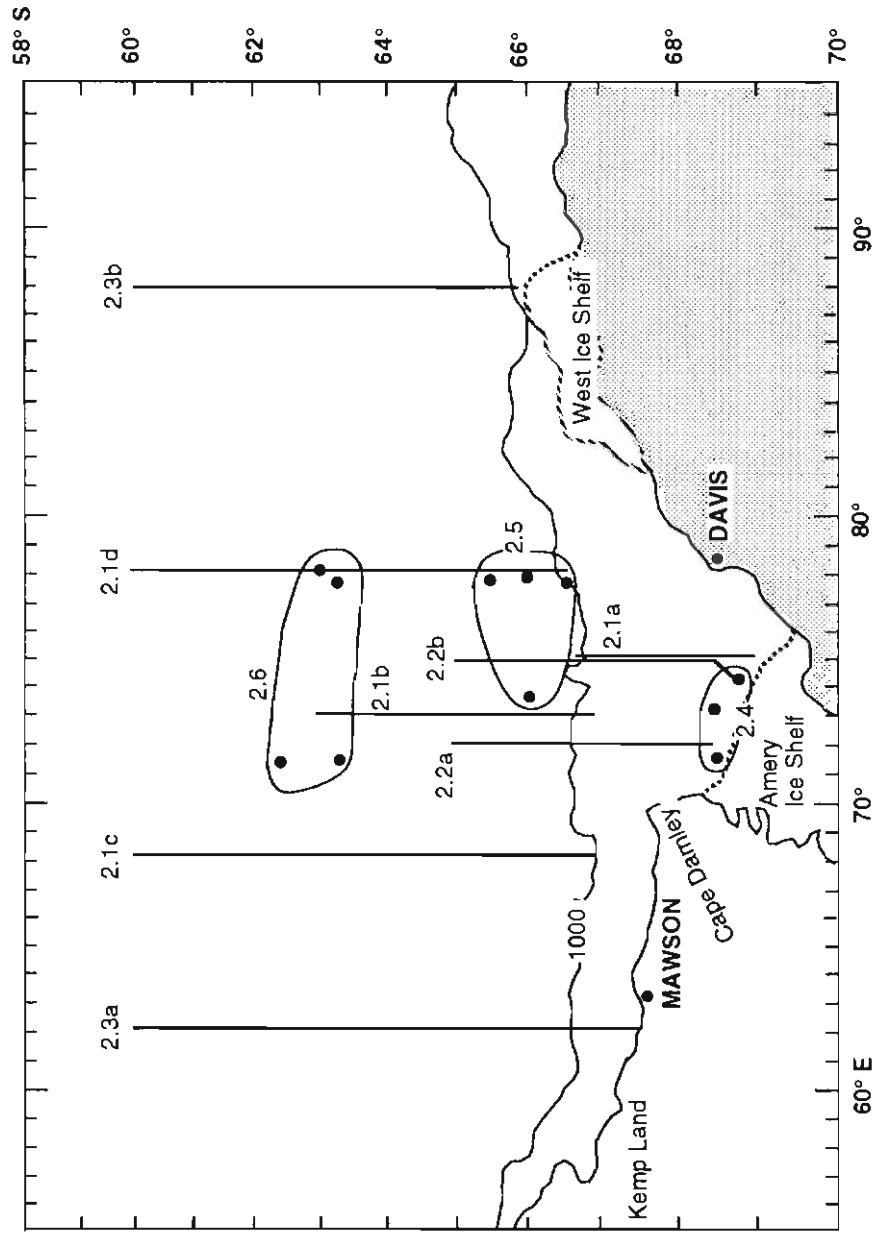 58° S
60°
62°
64°
66°
68°
70°
2.3b
2.1d
2.6
2.1b
2.5
2.2b
2.1a
2.2a
2.4
2.1c
2.3a
1000
West Ice Shelf
DAVIS
Amery
Ice Shelf
Cape Darnley
MAWSON
Kemp Land
60° E
70°
80°
90°